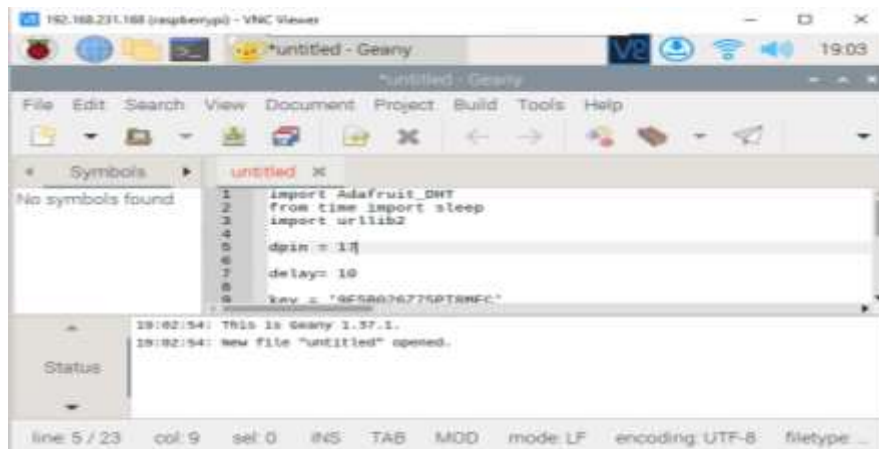 192.168.231.168 (raspberrypi) - VNC Viewer
*untitled - Geany
19:03
*untitled - Geany
File Edit Search View Document Project Build Tools Help
Symbols
untitled
No symbols found
1 import Adafruit_DHT
2 from time import sleep
3 import urllib2
4
5 dpin = 17
6
7 delay= 10
8
9 key =
19:02:54: This is Geany 1.37.1.
19:02:54: New file "untitled" opened.
Status
line: 5 / 23 col: 9 sel: 0 INS TAB MOD mode: LF encoding: UTF-8 filetype: ...